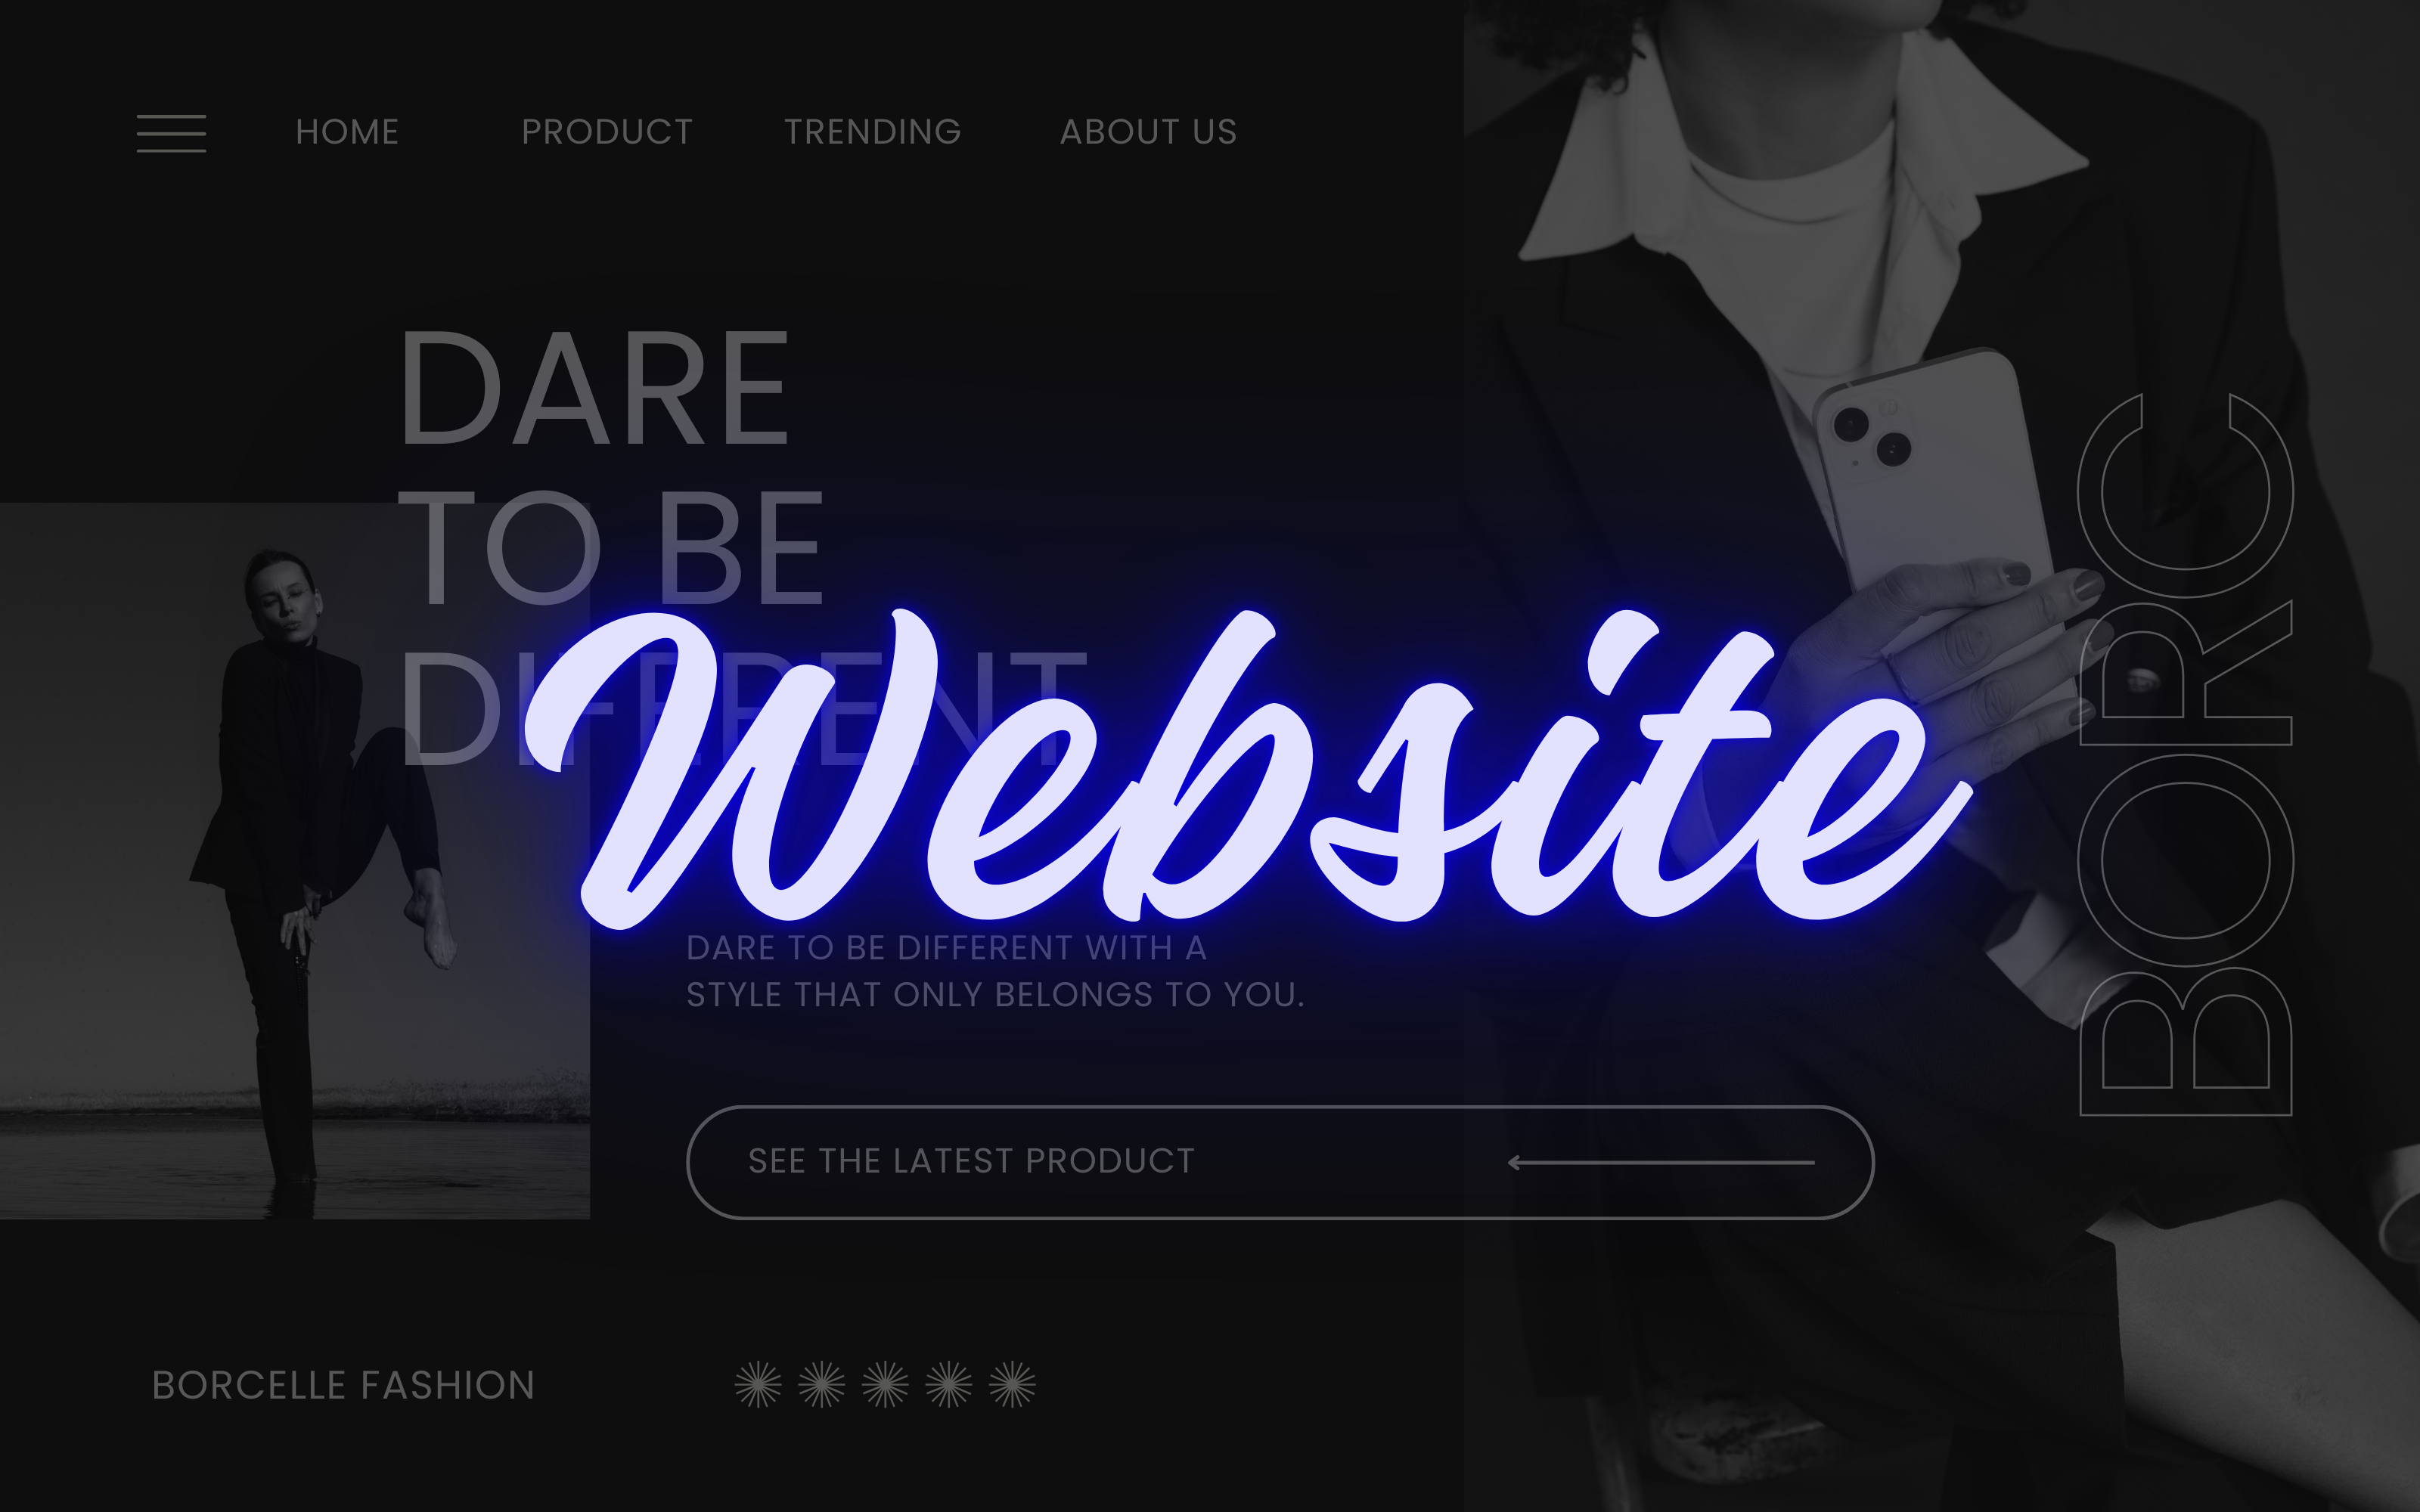 HOME PRODUCT TRENDING ABOUT US
DARE
TO BE
Website
DARE TO BE DIFFERENT WITH A
STYLE THAT ONLY BELONGS TO YOU.
SEE THE LATEST PRODUCT
BORC
BORCELLE FASHION